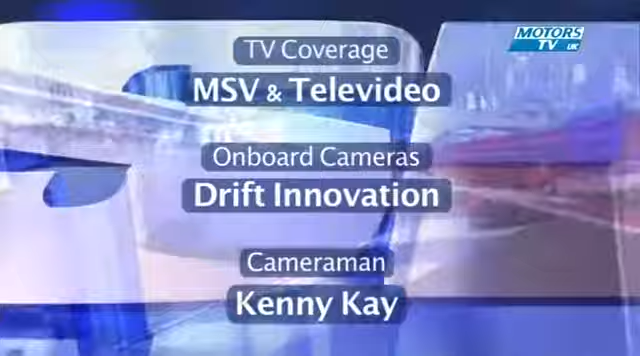 MOTORS
TV UK
TV Coverage
MSV & Televideo
Onboard Cameras
Drift Innovation
Cameraman
Kenny Kay